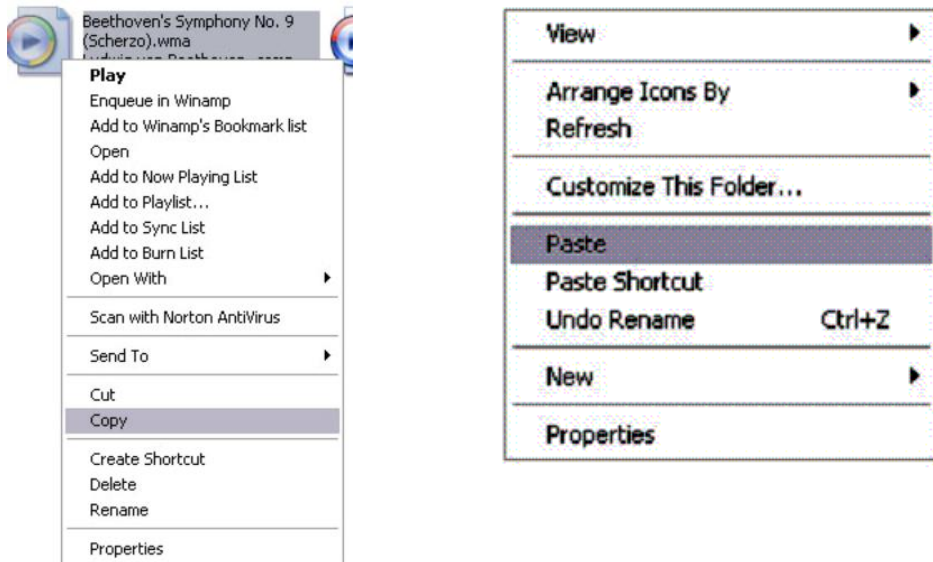 Beethoven's Symphony No. 9
(Scherzo).wma
Play
Enqueue in Winamp
Add to Winamp's Bookmark list
Open
Add to Now Playing List
Add to Playlist...
Add to Sync List
Add to Burn List
Open With
Scan with Norton AntiVirus
Send To
Cut
Copy
Create Shortcut
Delete
Rename
Properties
View
Arrange Icons By
Refresh
Customize This Folder...
Paste
Paste Shortcut
Undo Rename Ctrl+Z
New
Properties